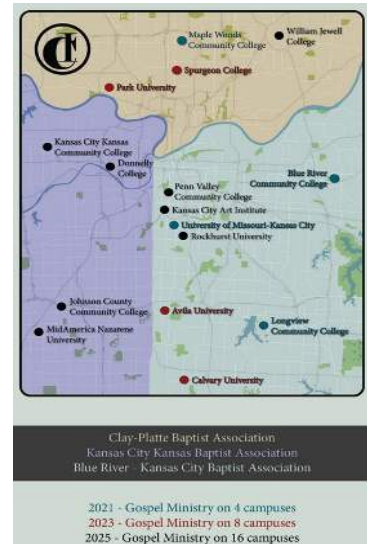 Maple Woods
Community College
William Jewell
College
Spurgeon College
Park University
Kansas City Kansas
Community College
Donnelly
College
Blue River
Community College
Penn Valley
Community College
Kansas City Art Institute
University of Missouri-Kansas City
Rockhurst University
Johnson County
Community College
Avila University
MidAmerica Nazarene
University
Longview
Community College
Calvary University
Clay-Platte Baptist Association
Kansas City Kansas Baptist Association
Blue River - Kansas City Baptist Association
2021 - Gospel Ministry on 4 campuses
2023 - Gospel Ministry on 8 campuses
2025 - Gospel Ministry on 16 campuses